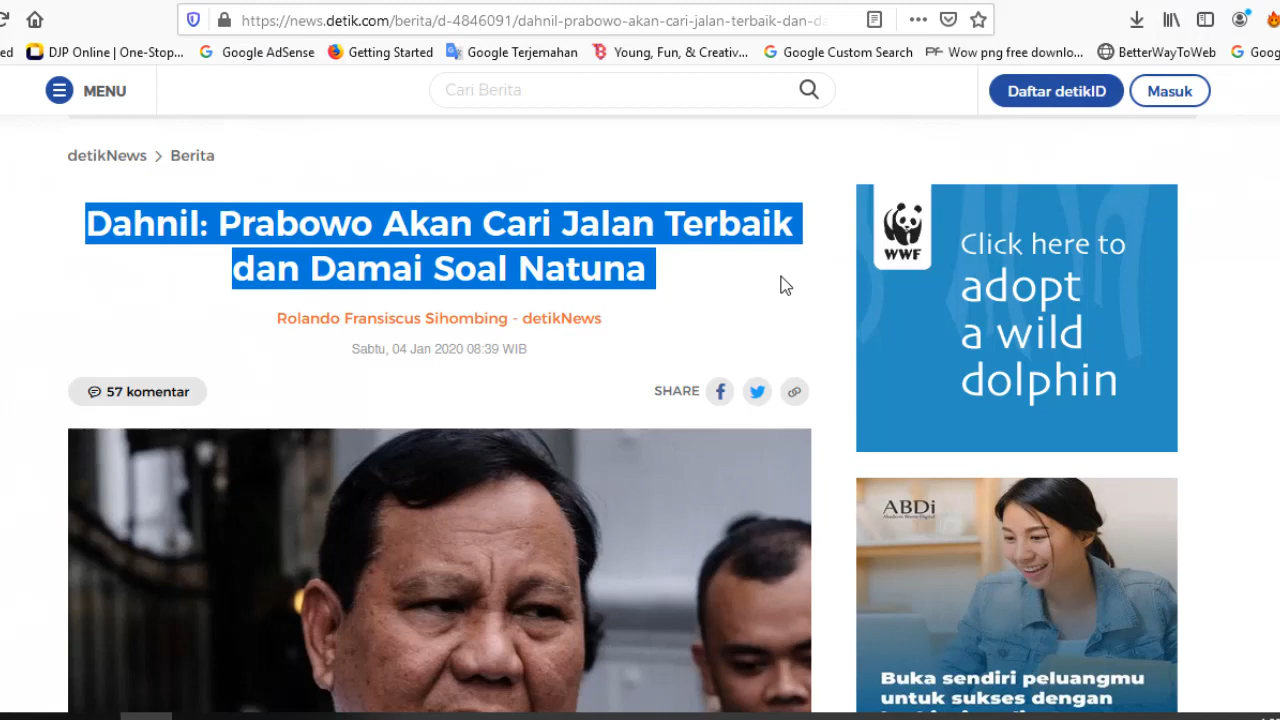 https://news.detik.com/berita/d-4846091/dahnil-prabowo-akan-cari-jalan-terbaik-dan-da
ed DJP Online | One-Stop... Google AdSense Getting Started Google Terjemahan Young, Fun, & Creativ... Google Custom Search PF Wow png free downlo... BetterWayToWeb Goog
MENU
Cari Berita
Daftar detikID
Masuk
detikNews > Berita
Dahnil: Prabowo Akan Cari Jalan Terbaik
dan Damai Soal Natuna
Rolando Fransiscus Sihombing - detikNews
Sabtu, 04 Jan 2020 08:39 WIB
57 komentar
SHARE
WWF
Click here to
adopt
a wild
dolphin
ABDi
Buka sendiri peluangmu
untuk sukses dengan